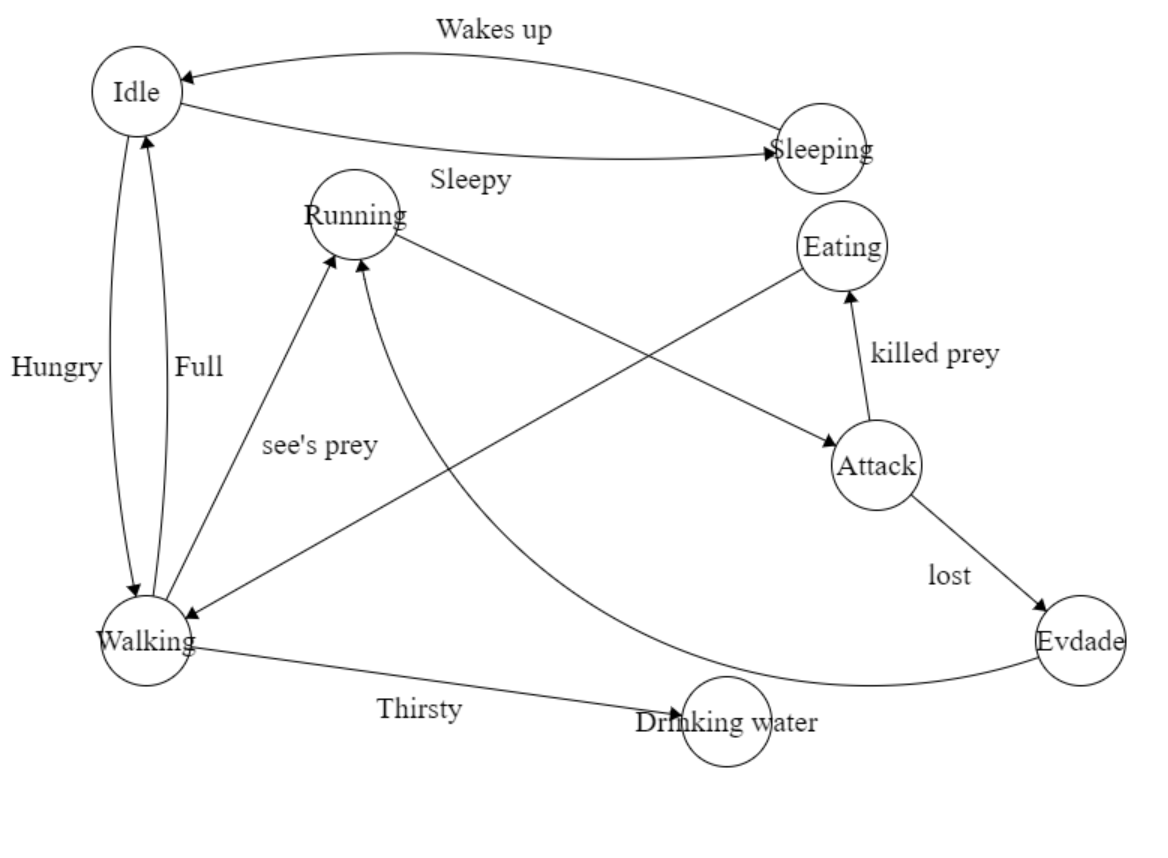 Wakes up
Idle
Sleeping
Sleepy
Running
Eating
Hungry
Full
killed prey
see's prey
Attack
lost
Walking
Evdade
Thirsty
Drinking water